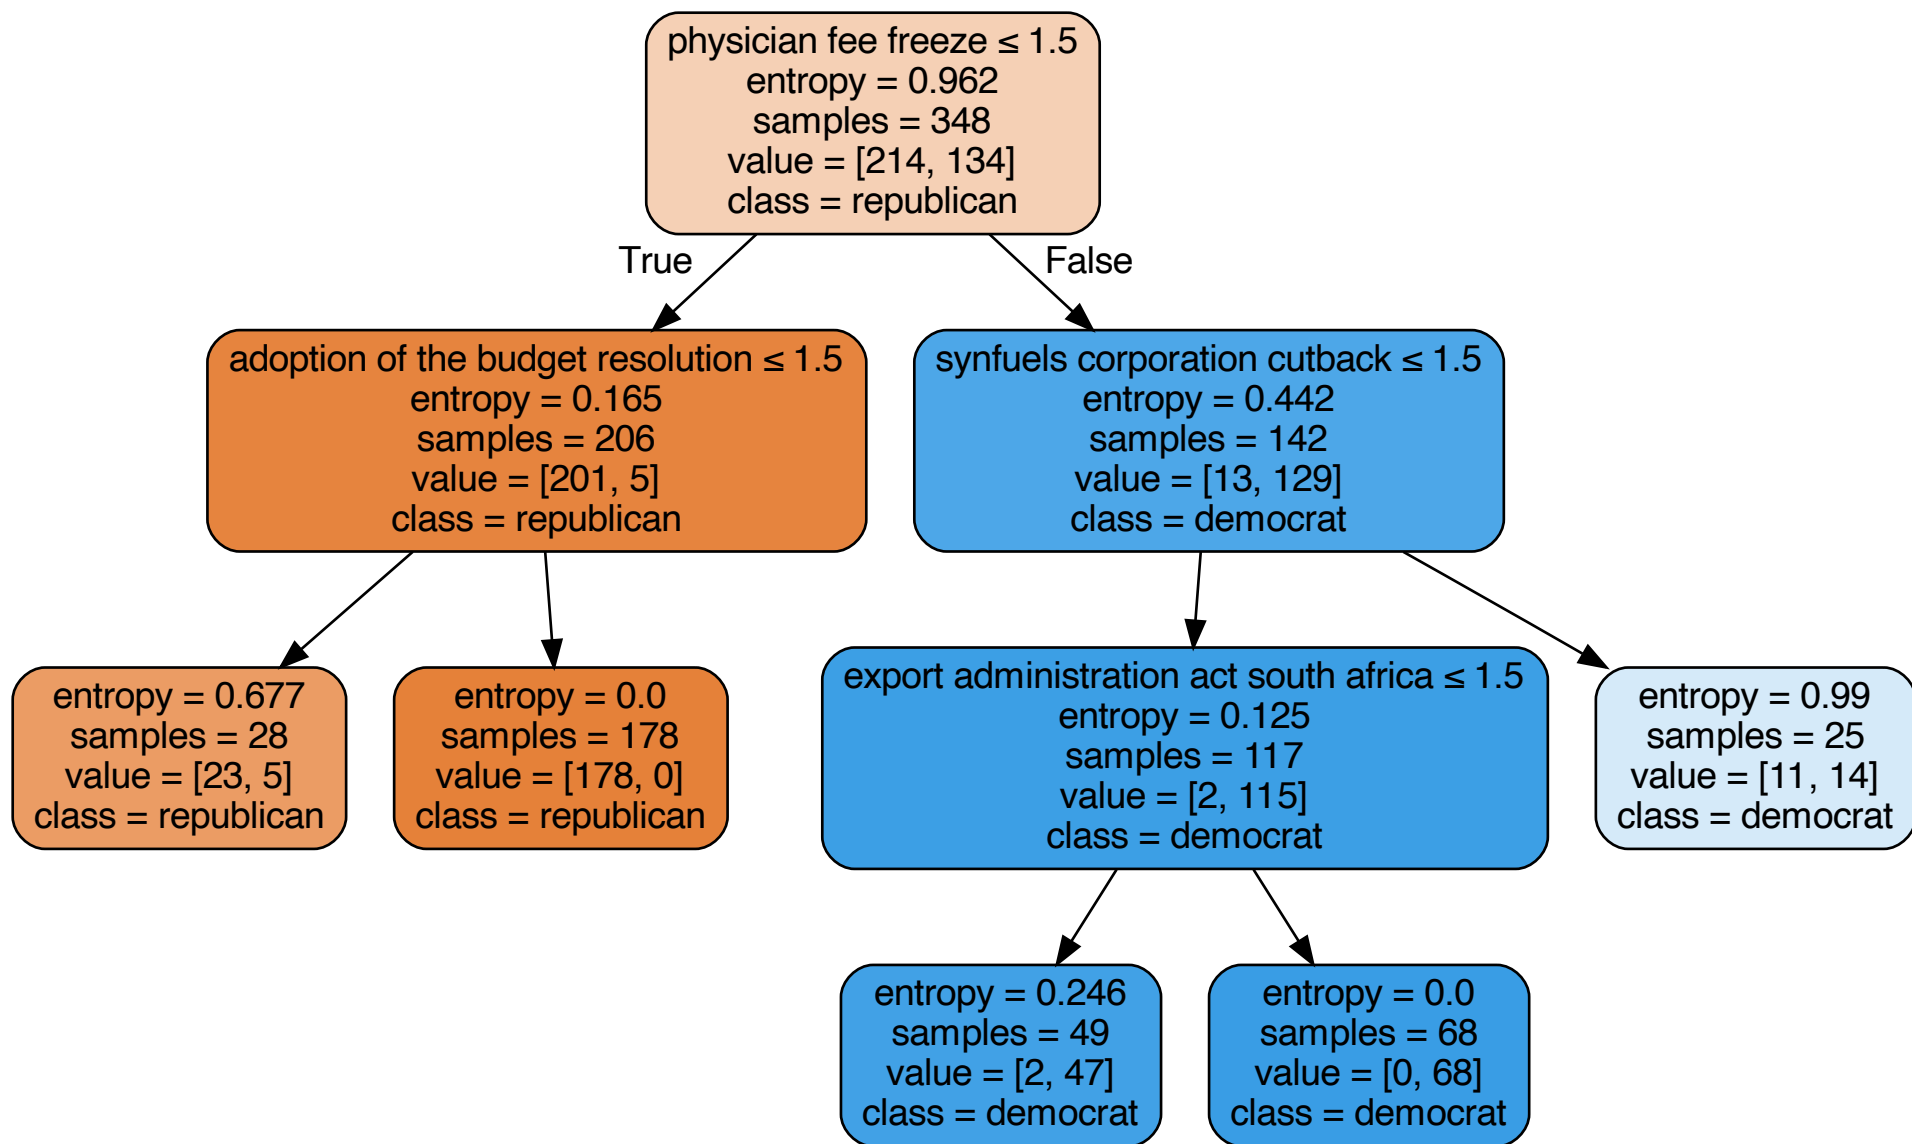 physician fee freeze ≤ 1.5
entropy = 0.962
samples = 348
value = [214, 134]
class = republican
True
False
adoption of the budget resolution ≤ 1.5
entropy = 0.165
samples = 206
value = [201, 5]
class = republican
synfuels corporation cutback ≤ 1.5
entropy = 0.442
samples = 142
value = [13, 129]
class = democrat
entropy = 0.677
samples = 28
value = [23, 5]
class = republican
entropy = 0.0
samples = 178
value = [178, 0]
class = republican
export administration act south africa ≤ 1.5
entropy = 0.125
samples = 117
value = [2, 115]
class = democrat
entropy = 0.99
samples = 25
value = [11, 14]
class = democrat
entropy = 0.246
samples = 49
value = [2, 47]
class = democrat
entropy = 0.0
samples = 68
value = [0, 68]
class = democrat